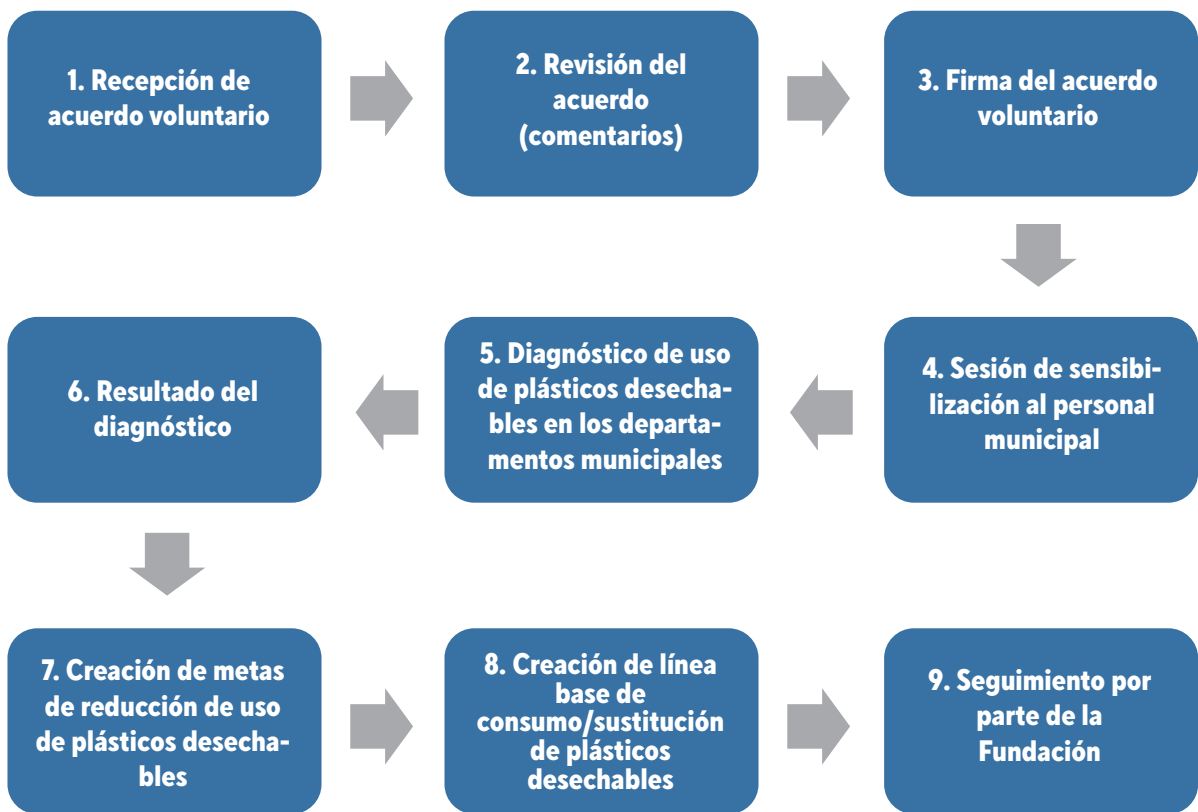 1. Recepción de
acuerdo voluntario
2. Revisión del
acuerdo
(comentarios)
3. Firma del acuerdo
voluntario
4. Sesión de sensibi-
lización al personal
municipal
5. Diagnóstico de uso
de plásticos desecha-
bles en los departa-
mentos municipales
6. Resultado del
diagnóstico
7. Creación de metas
de reducción de uso
de plásticos desecha-
bles
8. Creación de línea
base de
consumo/sustitución
de plásticos
desechables
9. Seguimiento por
parte de la
Fundación